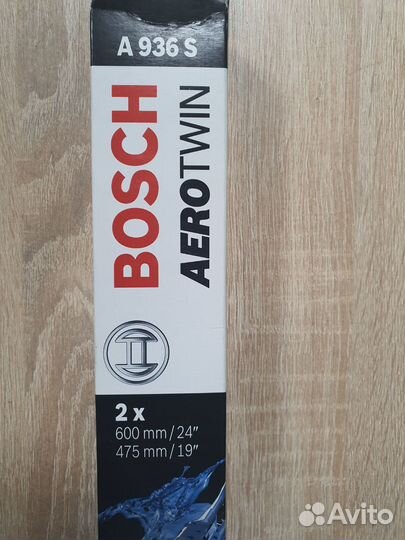 A 936 S
BOSCH
AEROTWIN
2 x
600 mm/24"
475 mm/19"
Avito